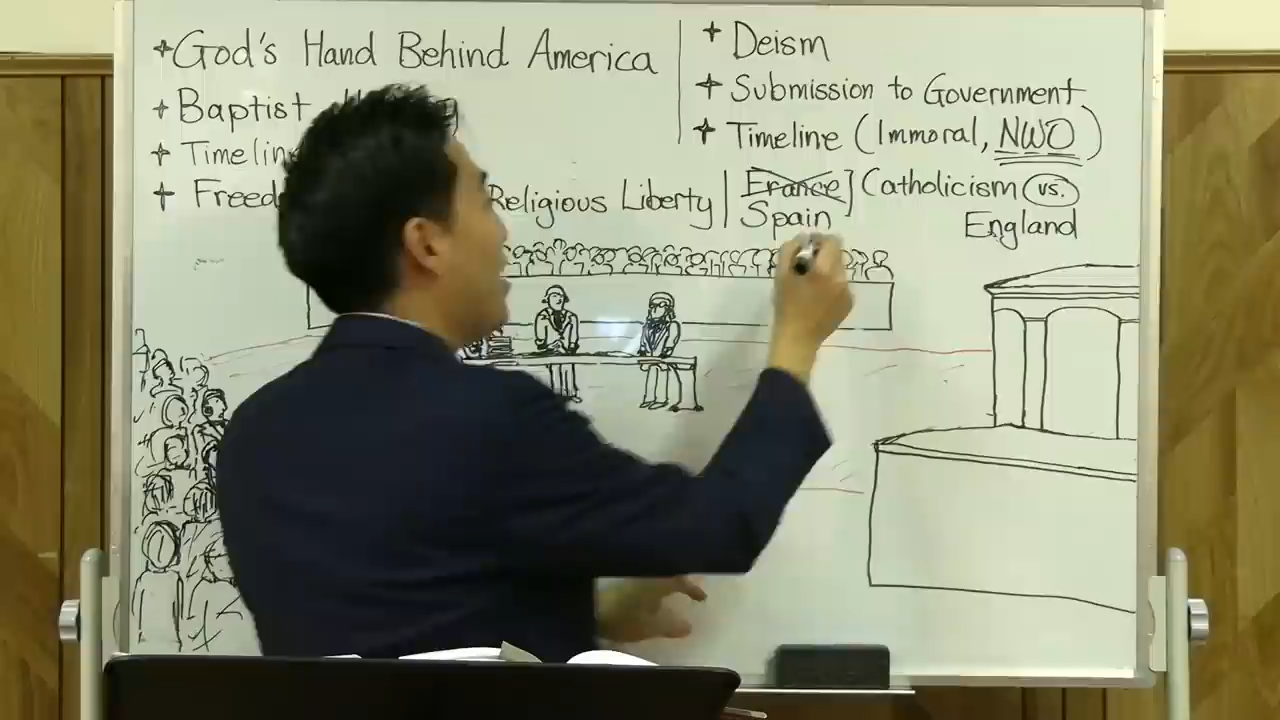 +God's Hand Behind America
+ Baptist
+ Timelin
+ Freed
Religious Liberty | France] Catholicism vs.
Spain England
+ Deism
+ Submission to Government
+ Timeline (Immoral, NWO)